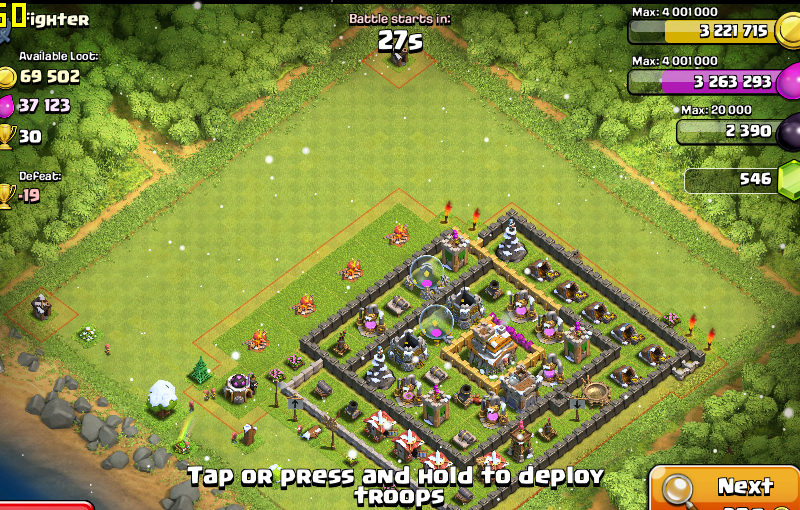 60
fighter
Battle starts in:
27s
Available Loot:
69 502
37 123
30
Defeat:
-19
Max: 4 001 000
3 221 715
Max: 4 001 000
3 263 293
Max: 20 000
2 390
546
Tap or press and hold to deploy
troops
Next